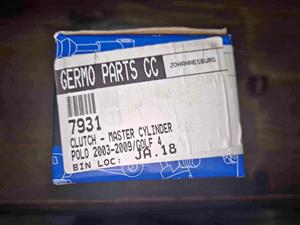 GERMO PARTS CC
JOHANNESBURG
7931
CLUTCH - MASTER CYLINDER
POLO 2003-2009/GOLF 4
BIN LOC: JA.18